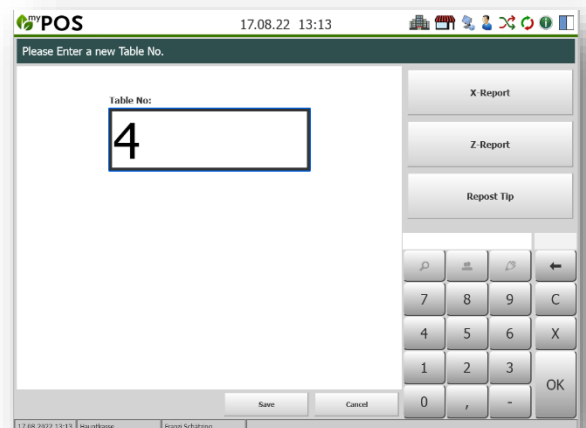 myPOS
17.08.22 13:13
Please Enter a new Table No.
Table No:
4
X-Report
Z-Report
Repost Tip
7 8 9 C
4 5 6 X
1 2 3
OK
0 , -
Save Cancel
17.08.2022 13:13 Hauptkasse